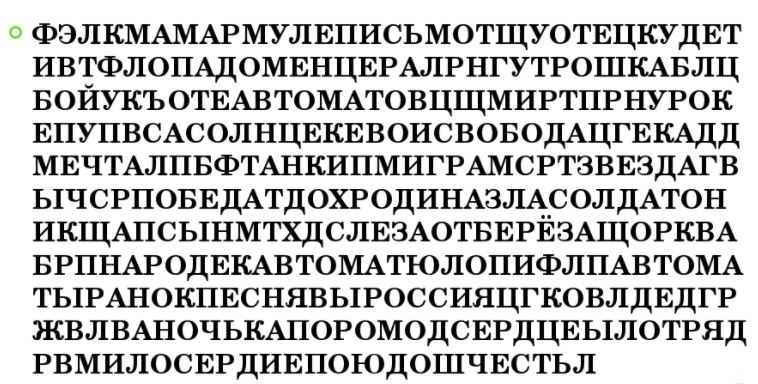 ФЭЛКМАМАРМУЛЕПИСЬМОТЩУОТЕЦКУДЕТ
ИВТФЛОПАДОМЕНЦЕРАЛРНГУТРОШКАБЛЦ
БОЙУКЪОТЕАВТОМАТОВЦЩМИРТПРНУРОК
ЕПУПВСАСОЛНЦЕКЕВОИСВОБОДАЦГЕКАДД
МЕЧТАЛПБФТАНКИПМИГРАМСРТЗВЕЗДАГВ
ЫЧСРПОБЕДАТДОХРОДИНАЗЛАСОЛДАТОН
ИКЩАПСЫНМТХДСЛЕЗАОТБЕРЁЗАЩОРКВА
БРПНАРОДЕКАВТОМАТЮЛОПИФЛПАВТОМА
ТЫРАНОКПЕСНЯВЫРОССИЯЦГКОВЛДЕДГР
ЖВЛВАНОЧЬКАПОРОМОДСЕРДЦЕЫЛОТРЯД
РВМИЛОСЕРДИЕПОЮДОШЧЕСТЬЛ